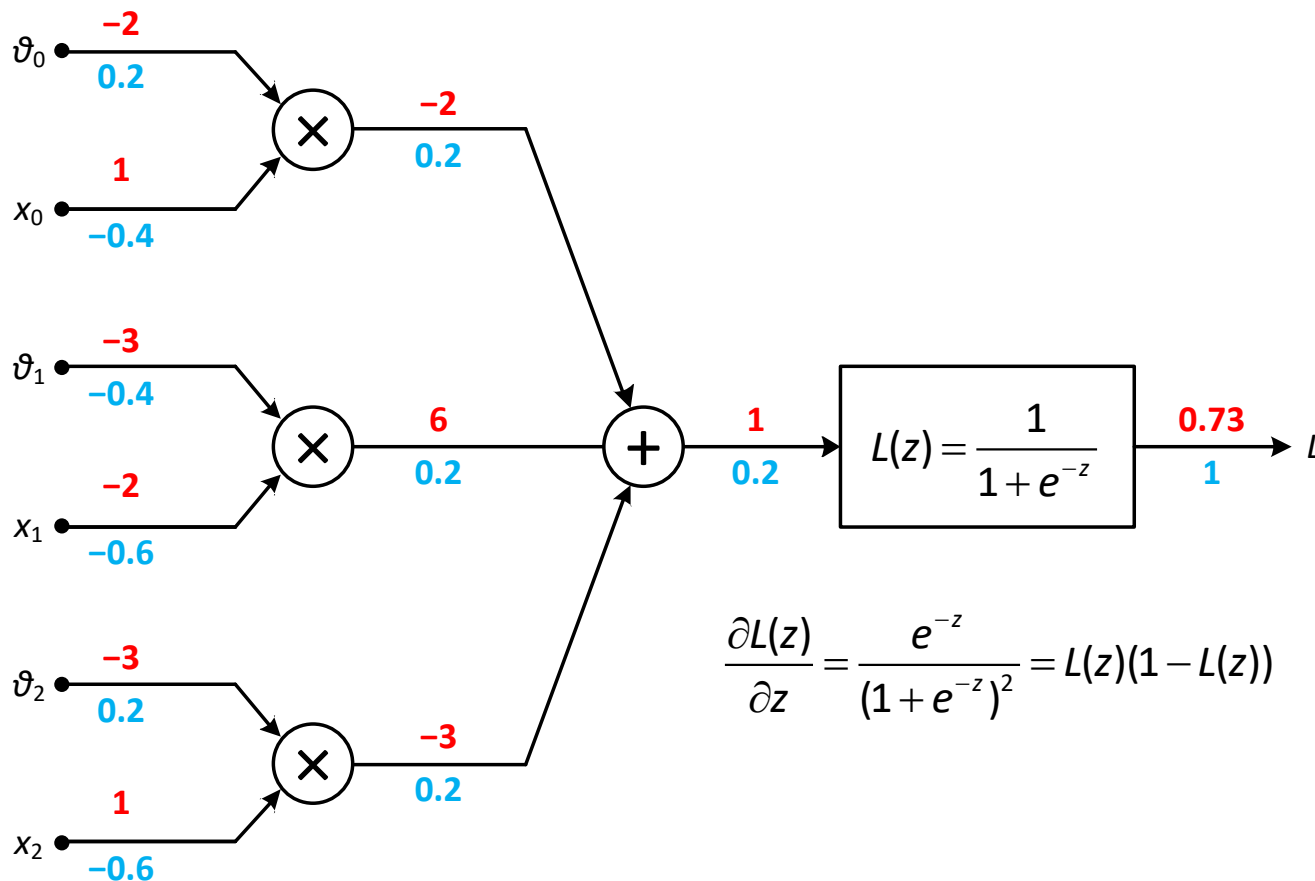 −2
ϑ0
0.2
−2
×
0.2
1
x0
−0.4
−3
ϑ1
−0.4
6
1
0.73
×
+
L(z) = 1 / (1 + e^{−z})
L
0.2
0.2
1
−2
x1
−0.6
∂L(z)/∂z = e^{−z} / (1 + e^{−z})^2 = L(z)(1 − L(z))
−3
ϑ2
0.2
−3
×
0.2
1
x2
−0.6